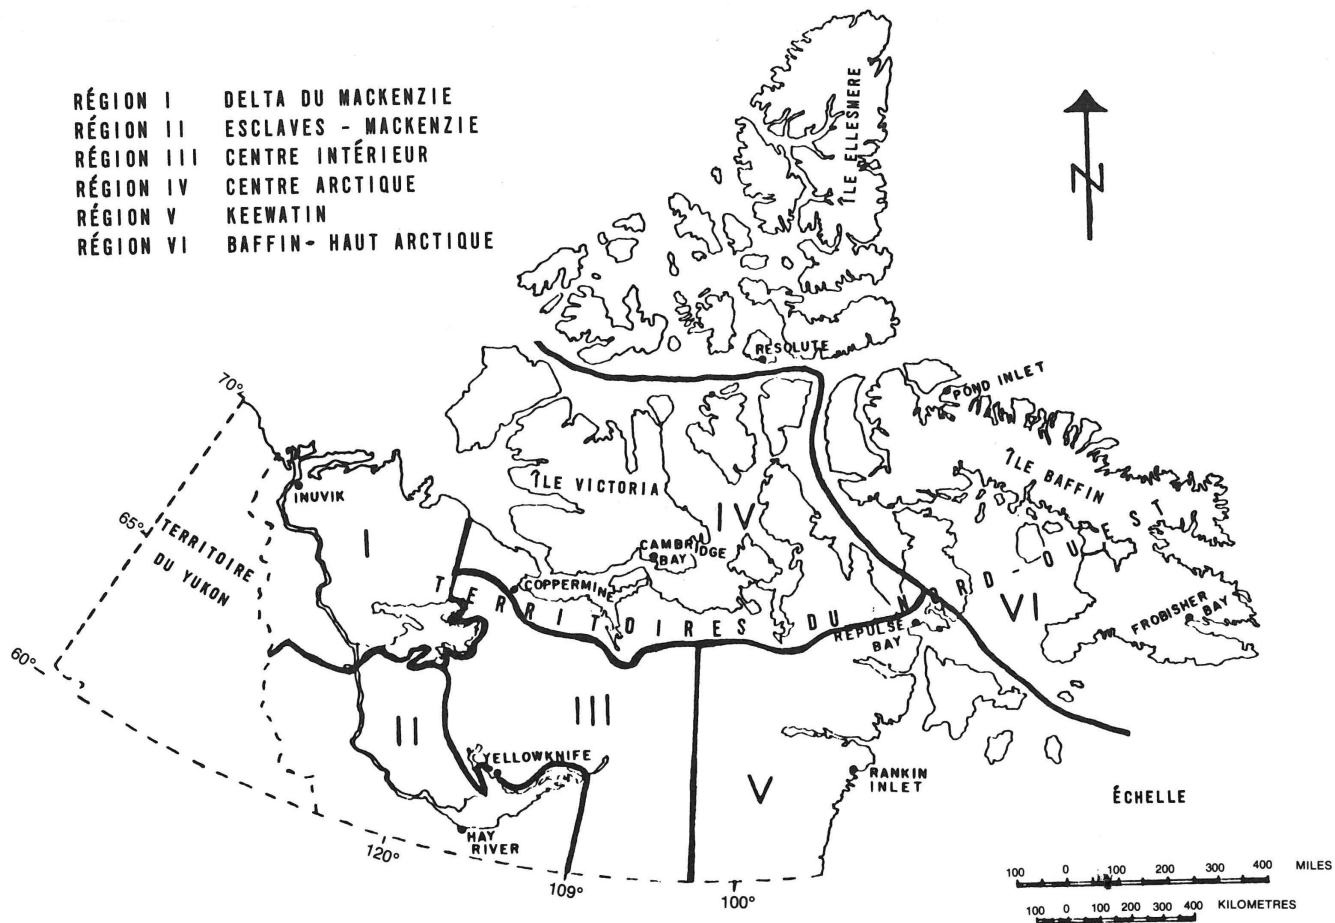 RÉGION I DELTA DU MACKENZIE
RÉGION II ESCLAVES - MACKENZIE
RÉGION III CENTRE INTÉRIEUR
RÉGION IV CENTRE ARCTIQUE
RÉGION V KEEWATIN
RÉGION VI BAFFIN - HAUT ARCTIQUE
ÎLE ELLESMERE
N
RESOLUTE
POND INLET
70°
ÎLE BAFFIN
INUVIK
ÎLE VICTORIA
IV
65°
TERRITOIRE
DU YUKON
I
CAMBRIDGE
BAY
COPPERMINE
TERRITOIRES DU NORD-OUEST
VI
FROBISHER
BAY
REPULSE
BAY
60°
II
III
YELLOWKNIFE
V
RANKIN
INLET
ÉCHELLE
HAY
RIVER
120°
109°
100°
100 0 100 200 300 400 MILES
100 0 100 200 300 400 KILOMETRES